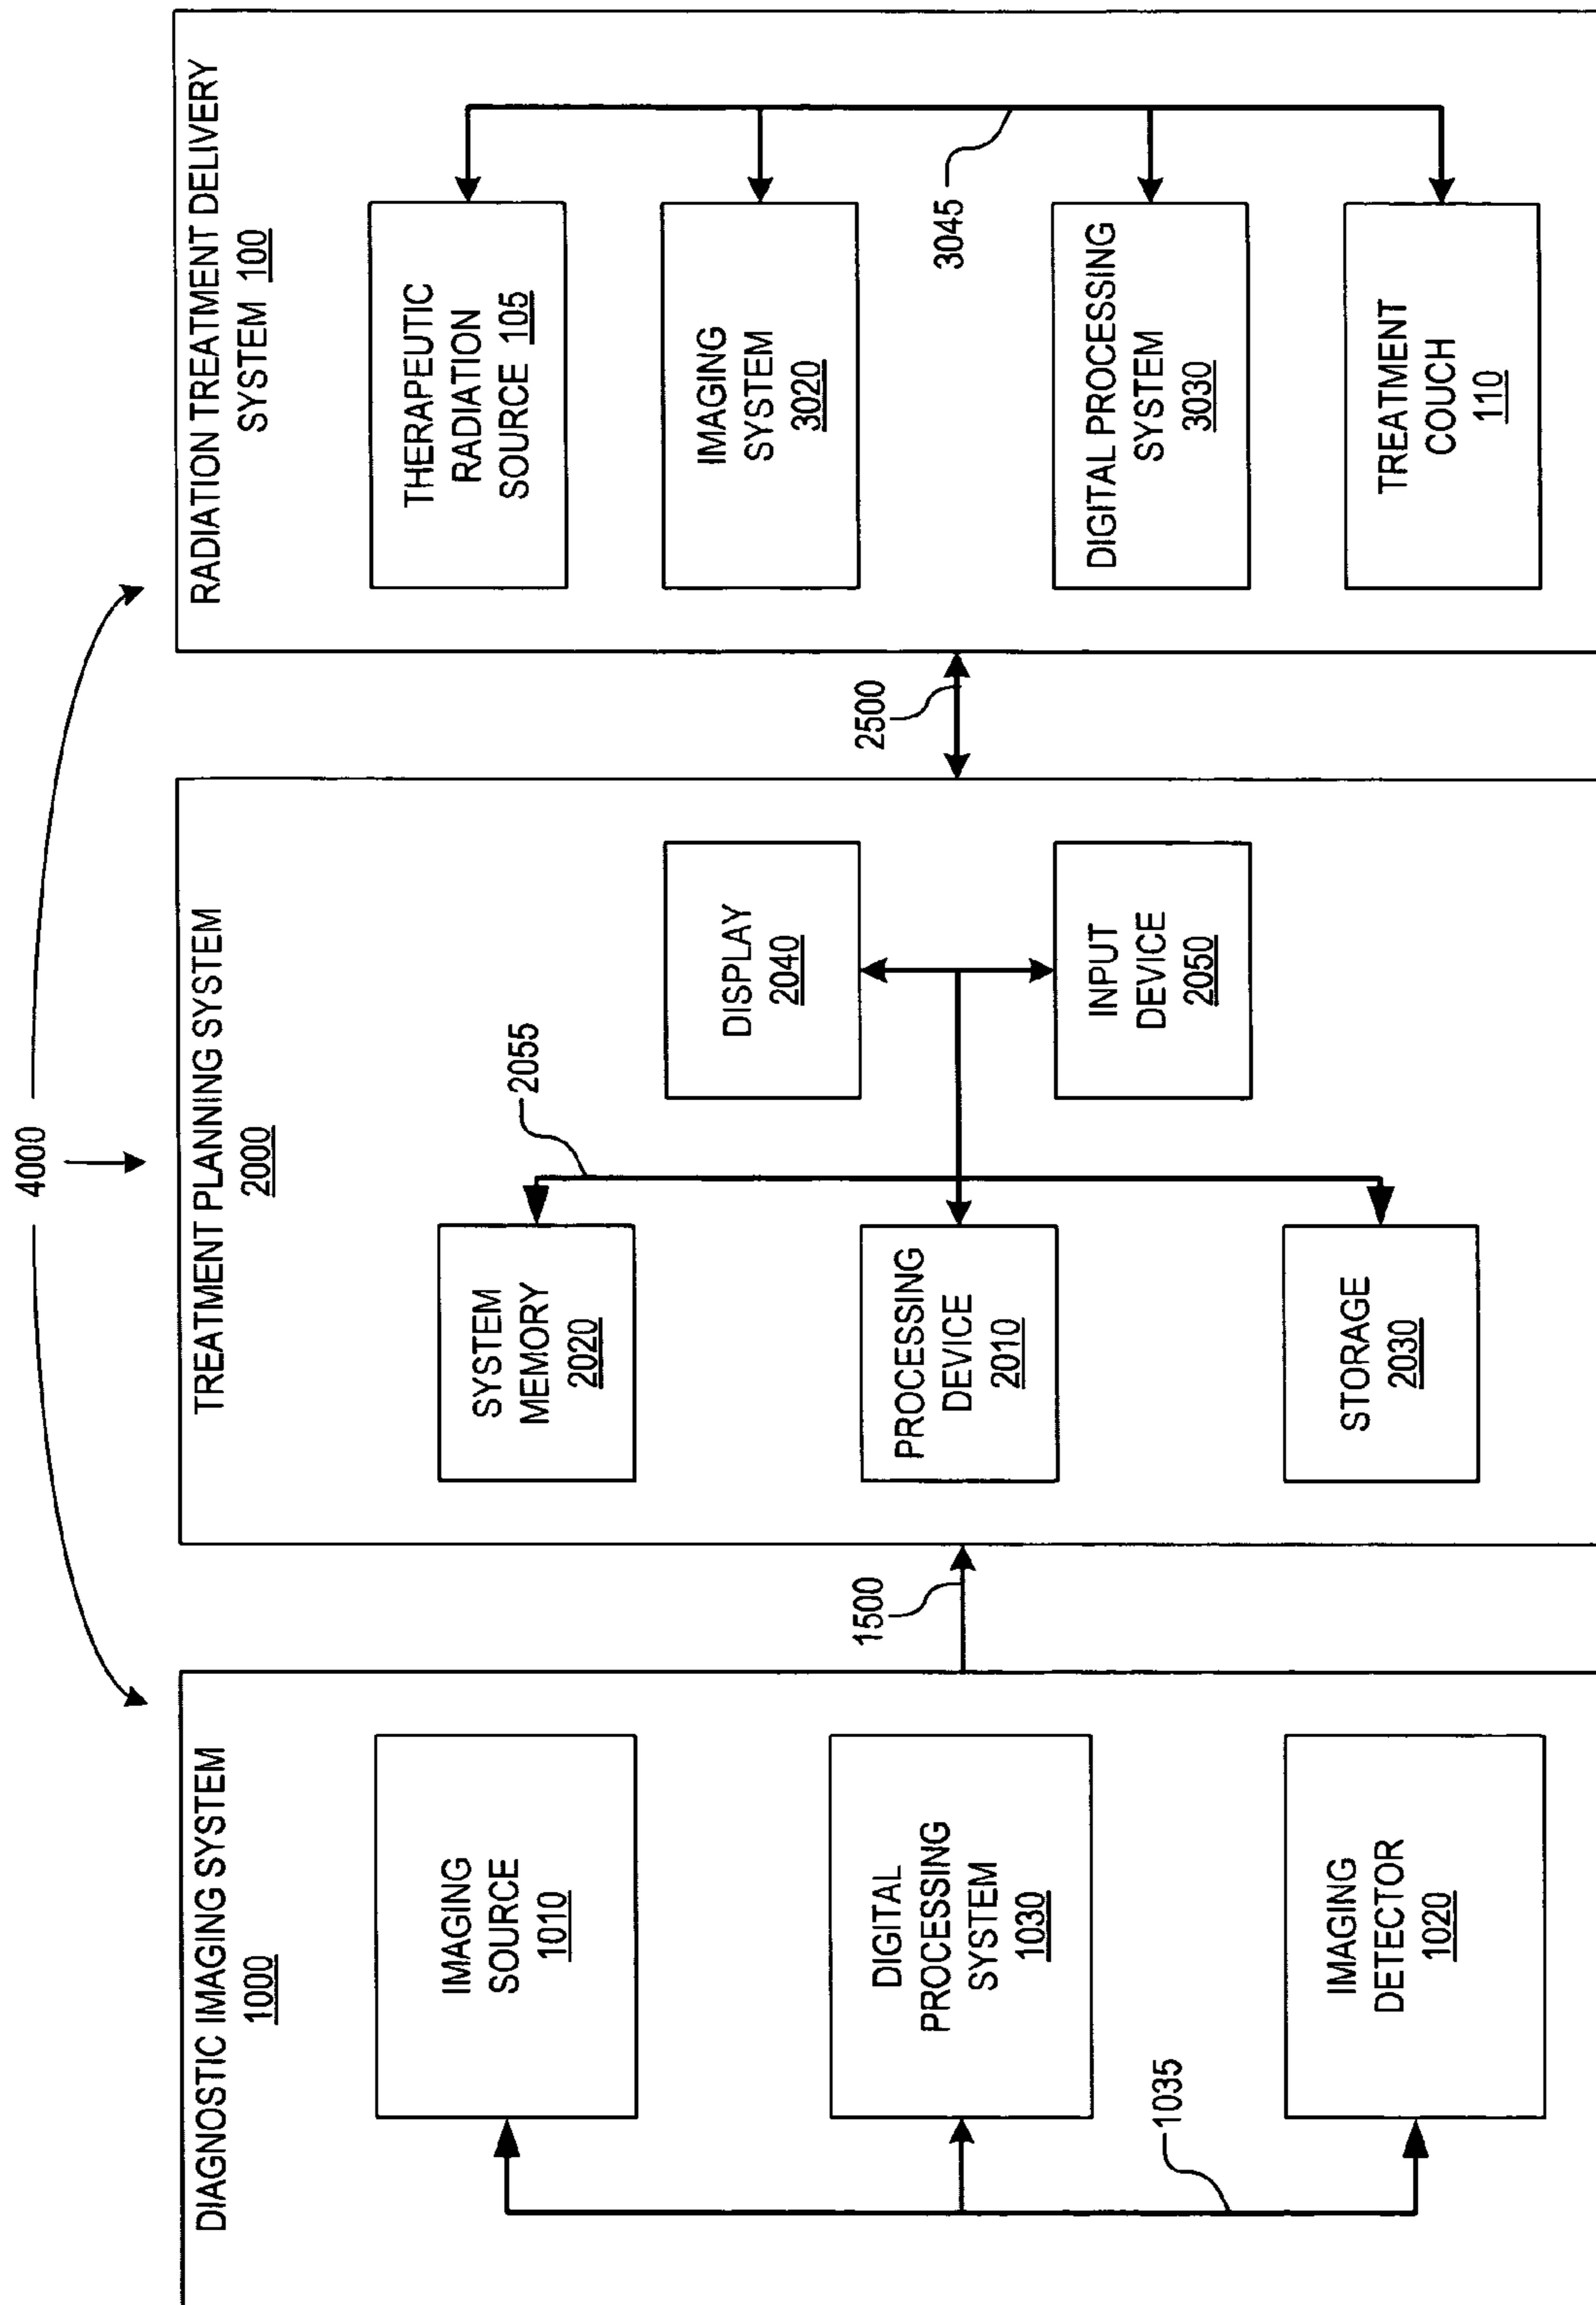 4000
DIAGNOSTIC IMAGING SYSTEM
1000
IMAGING
SOURCE
1010
DIGITAL
PROCESSING
SYSTEM
1030
IMAGING
DETECTOR
1020
1035
1500
TREATMENT PLANNING SYSTEM
2000
2055
SYSTEM
MEMORY
2020
PROCESSING
DEVICE
2010
STORAGE
2030
DISPLAY
2040
INPUT
DEVICE
2050
2500
RADIATION TREATMENT DELIVERY
SYSTEM 100
THERAPEUTIC
RADIATION
SOURCE 105
IMAGING
SYSTEM
3020
3045
DIGITAL PROCESSING
SYSTEM
3030
TREATMENT
COUCH
110